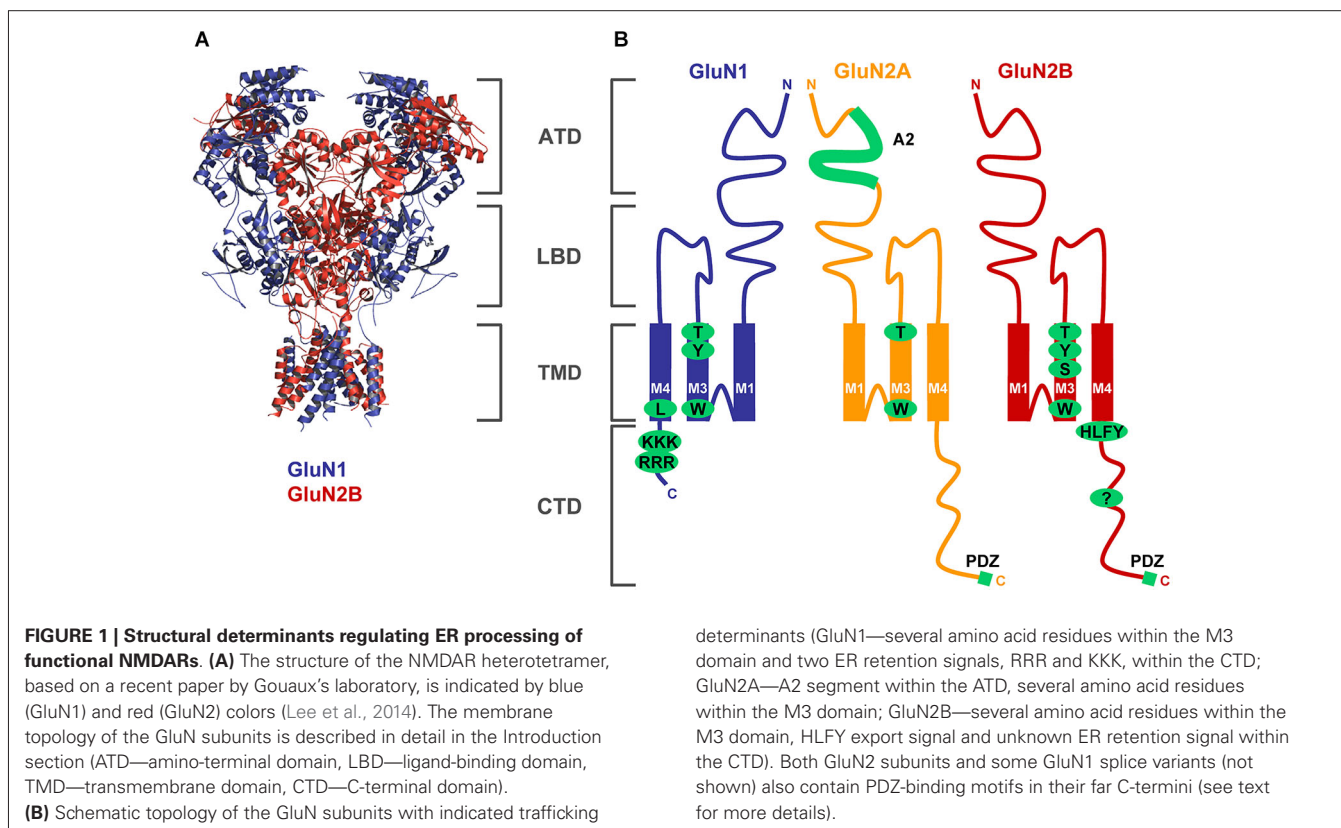 A
B
GluN1
GluN2A
GluN2B
N
N
N
A2
ATD
LBD
TMD
CTD
T
Y
T
T
Y
S
M4
M3
M1
M1
M3
M4
M1
M3
M4
L
W
W
W
HLFY
KKK
RRR
C
?
PDZ
C
PDZ
C
GluN1
GluN2B
FIGURE 1 | Structural determinants regulating ER processing of
functional NMDARs. (A) The structure of the NMDAR heterotetramer,
based on a recent paper by Gouaux's laboratory, is indicated by blue
(GluN1) and red (GluN2) colors (Lee et al., 2014). The membrane
topology of the GluN subunits is described in detail in the Introduction
section (ATD—amino-terminal domain, LBD—ligand-binding domain,
TMD—transmembrane domain, CTD—C-terminal domain).
(B) Schematic topology of the GluN subunits with indicated trafficking
determinants (GluN1—several amino acid residues within the M3
domain and two ER retention signals, RRR and KKK, within the CTD;
GluN2A—A2 segment within the ATD, several amino acid residues
within the M3 domain; GluN2B—several amino acid residues within the
M3 domain, HLFY export signal and unknown ER retention signal within
the CTD). Both GluN2 subunits and some GluN1 splice variants (not
shown) also contain PDZ-binding motifs in their far C-termini (see text
for more details).